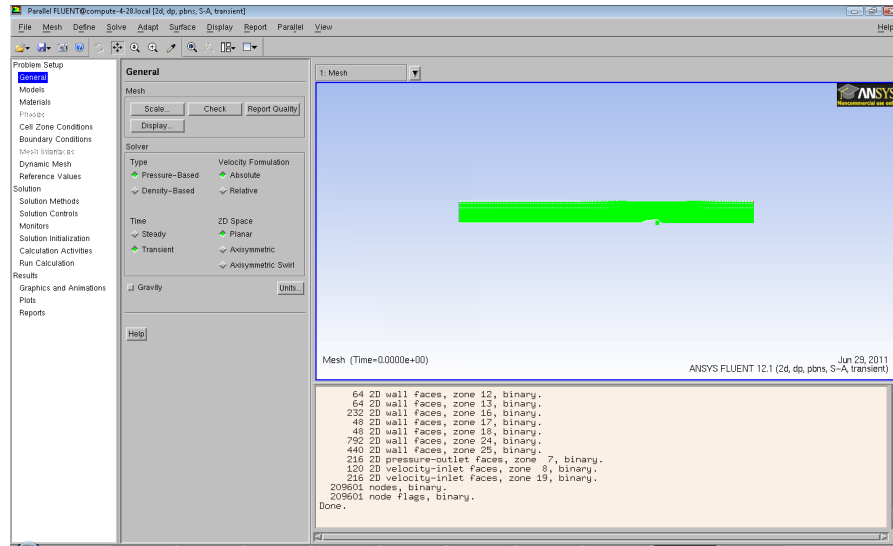 Parallel FLUENT@compute-4-28.local [2d, dp, pbns, S-A, transient]
File Mesh Define Solve Adapt Surface Display Report Parallel View Help
Problem Setup
General
Models
Materials
Phases
Cell Zone Conditions
Boundary Conditions
Mesh Interfaces
Dynamic Mesh
Reference Values
Solution
Solution Methods
Solution Controls
Monitors
Solution Initialization
Calculation Activities
Run Calculation
Results
Graphics and Animations
Plots
Reports
General
Mesh
Scale... Check Report Quality
Display...
Solver
Type Velocity Formulation
Pressure-Based Absolute
Density-Based Relative
Time 2D Space
Steady Planar
Transient Axisymmetric
Axisymmetric Swirl
Gravity Units...
Help
1: Mesh
ANSYS
Noncommercial use only
Mesh (Time=0.0000e+00) Jun 29, 2011
ANSYS FLUENT 12.1 (2d, dp, pbns, S-A, transient)
64 2D wall faces, zone 12, binary.
64 2D wall faces, zone 13, binary.
232 2D wall faces, zone 16, binary.
48 2D wall faces, zone 17, binary.
48 2D wall faces, zone 18, binary.
792 2D wall faces, zone 24, binary.
440 2D wall faces, zone 25, binary.
216 2D pressure-outlet faces, zone 7, binary.
120 2D velocity-inlet faces, zone 8, binary.
216 2D velocity-inlet faces, zone 19, binary.
209601 nodes, binary.
209601 node flags, binary.
Done.